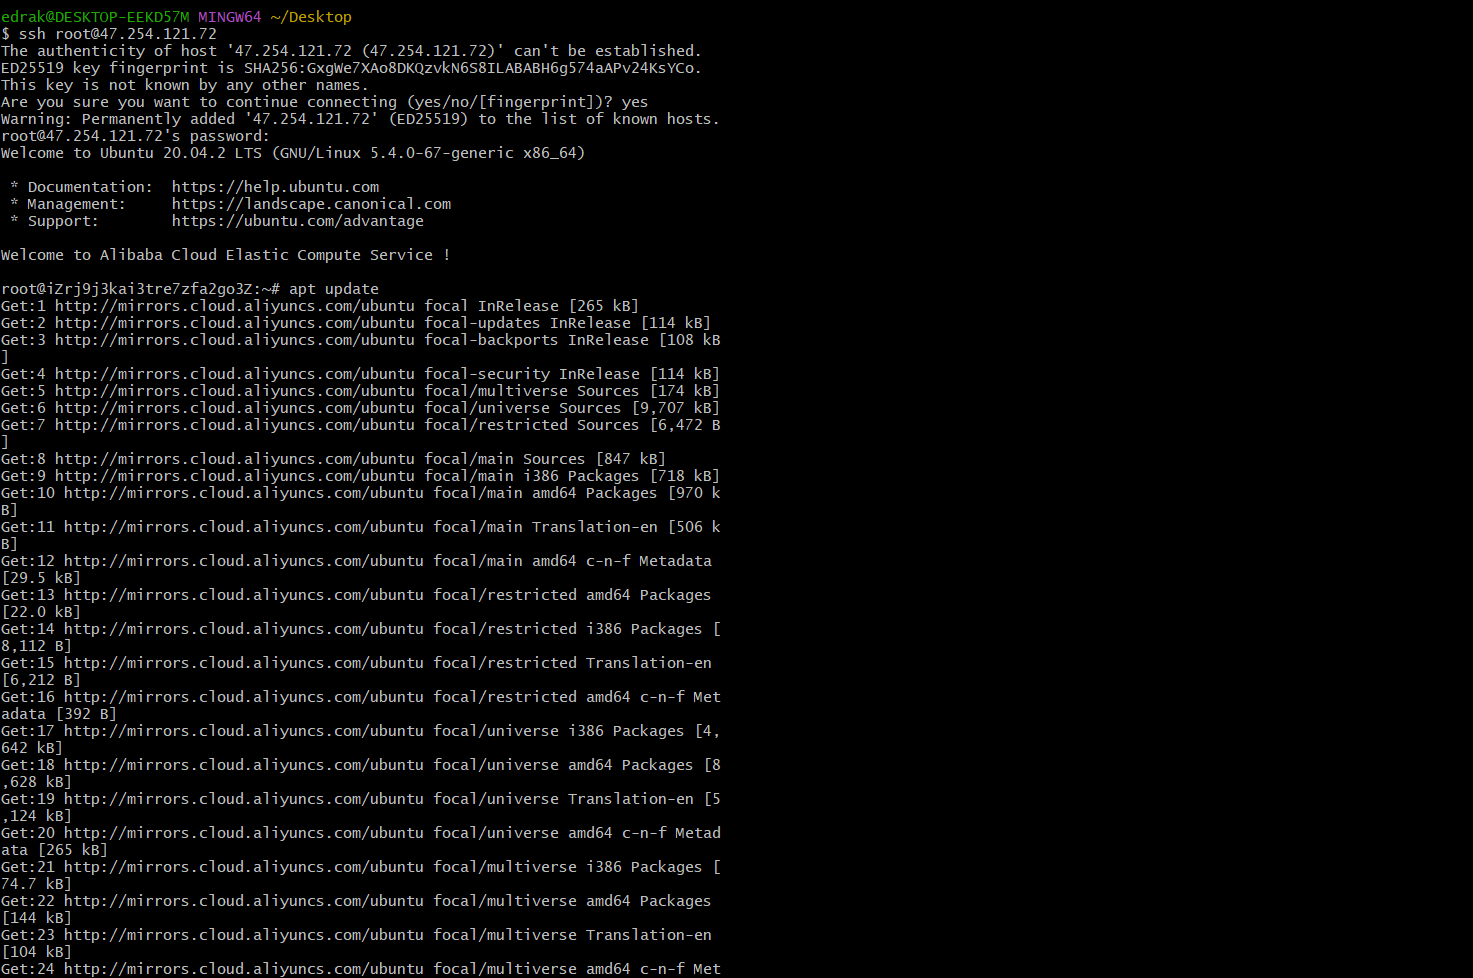 edrak@DESKTOP-EEKD57M MINGW64 ~/Desktop
$ ssh root@47.254.121.72
The authenticity of host '47.254.121.72 (47.254.121.72)' can't be established.
ED25519 key fingerprint is SHA256:GxgWe7XAo8DKQzvkN6S8ILABABH6g574aAPv24KsYCo.
This key is not known by any other names.
Are you sure you want to continue connecting (yes/no/[fingerprint])? yes
Warning: Permanently added '47.254.121.72' (ED25519) to the list of known hosts.
root@47.254.121.72's password:
Welcome to Ubuntu 20.04.2 LTS (GNU/Linux 5.4.0-67-generic x86_64)

 * Documentation:  https://help.ubuntu.com
 * Management:     https://landscape.canonical.com
 * Support:        https://ubuntu.com/advantage

Welcome to Alibaba Cloud Elastic Compute Service !

root@iZrj9j3kai3tre7zfa2go3Z:~# apt update
Get:1 http://mirrors.cloud.aliyuncs.com/ubuntu focal InRelease [265 kB]
Get:2 http://mirrors.cloud.aliyuncs.com/ubuntu focal-updates InRelease [114 kB]
Get:3 http://mirrors.cloud.aliyuncs.com/ubuntu focal-backports InRelease [108 kB
]
Get:4 http://mirrors.cloud.aliyuncs.com/ubuntu focal-security InRelease [114 kB]
Get:5 http://mirrors.cloud.aliyuncs.com/ubuntu focal/multiverse Sources [174 kB]
Get:6 http://mirrors.cloud.aliyuncs.com/ubuntu focal/universe Sources [9,707 kB]
Get:7 http://mirrors.cloud.aliyuncs.com/ubuntu focal/restricted Sources [6,472 B
]
Get:8 http://mirrors.cloud.aliyuncs.com/ubuntu focal/main Sources [847 kB]
Get:9 http://mirrors.cloud.aliyuncs.com/ubuntu focal/main i386 Packages [718 kB]
Get:10 http://mirrors.cloud.aliyuncs.com/ubuntu focal/main amd64 Packages [970 k
B]
Get:11 http://mirrors.cloud.aliyuncs.com/ubuntu focal/main Translation-en [506 k
B]
Get:12 http://mirrors.cloud.aliyuncs.com/ubuntu focal/main amd64 c-n-f Metadata
[29.5 kB]
Get:13 http://mirrors.cloud.aliyuncs.com/ubuntu focal/restricted amd64 Packages
[22.0 kB]
Get:14 http://mirrors.cloud.aliyuncs.com/ubuntu focal/restricted i386 Packages [
8,112 B]
Get:15 http://mirrors.cloud.aliyuncs.com/ubuntu focal/restricted Translation-en
[6,212 B]
Get:16 http://mirrors.cloud.aliyuncs.com/ubuntu focal/restricted amd64 c-n-f Met
adata [392 B]
Get:17 http://mirrors.cloud.aliyuncs.com/ubuntu focal/universe i386 Packages [4,
642 kB]
Get:18 http://mirrors.cloud.aliyuncs.com/ubuntu focal/universe amd64 Packages [8
,628 kB]
Get:19 http://mirrors.cloud.aliyuncs.com/ubuntu focal/universe Translation-en [5
,124 kB]
Get:20 http://mirrors.cloud.aliyuncs.com/ubuntu focal/universe amd64 c-n-f Metad
ata [265 kB]
Get:21 http://mirrors.cloud.aliyuncs.com/ubuntu focal/multiverse i386 Packages [
74.7 kB]
Get:22 http://mirrors.cloud.aliyuncs.com/ubuntu focal/multiverse amd64 Packages
[144 kB]
Get:23 http://mirrors.cloud.aliyuncs.com/ubuntu focal/multiverse Translation-en
[104 kB]
Get:24 http://mirrors.cloud.aliyuncs.com/ubuntu focal/multiverse amd64 c-n-f Met